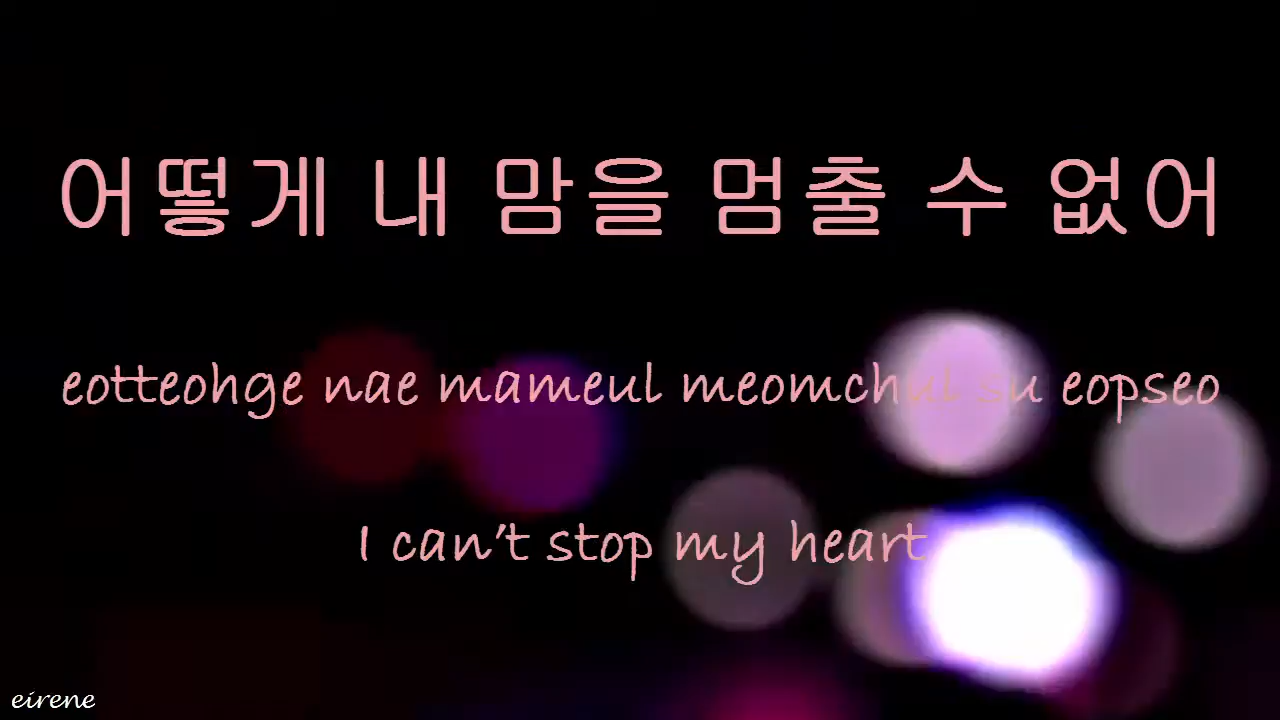 어떻게 내 맘을 멈출 수 없어
eotteohge nae mameul meomchul su eopseo
I can't stop my heart
eirene